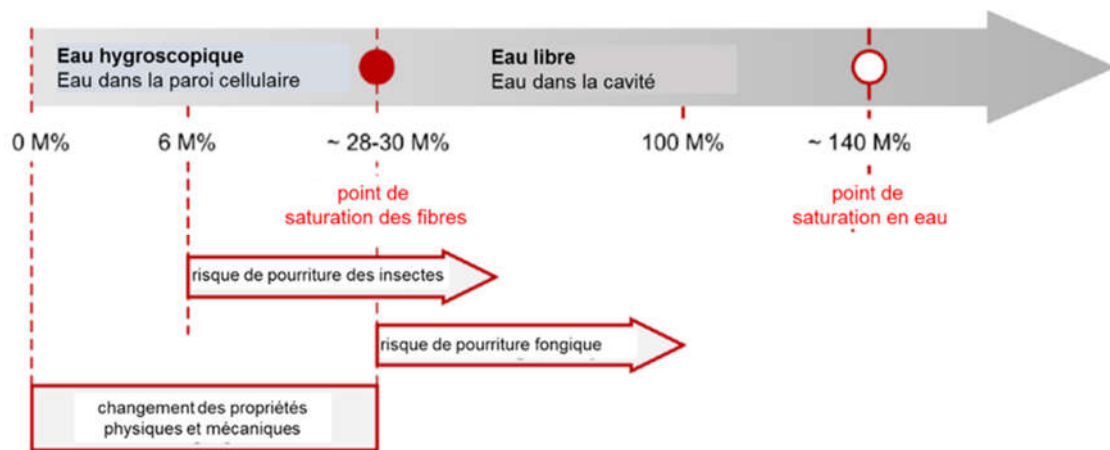 Eau hygroscopique
Eau dans la paroi cellulaire
Eau libre
Eau dans la cavité
0 M%
6 M%
~ 28-30 M%
100 M%
~ 140 M%
point de
saturation des fibres
point de
saturation en eau
risque de pourriture des insectes
risque de pourriture fongique
changement des propriétés
physiques et mécaniques